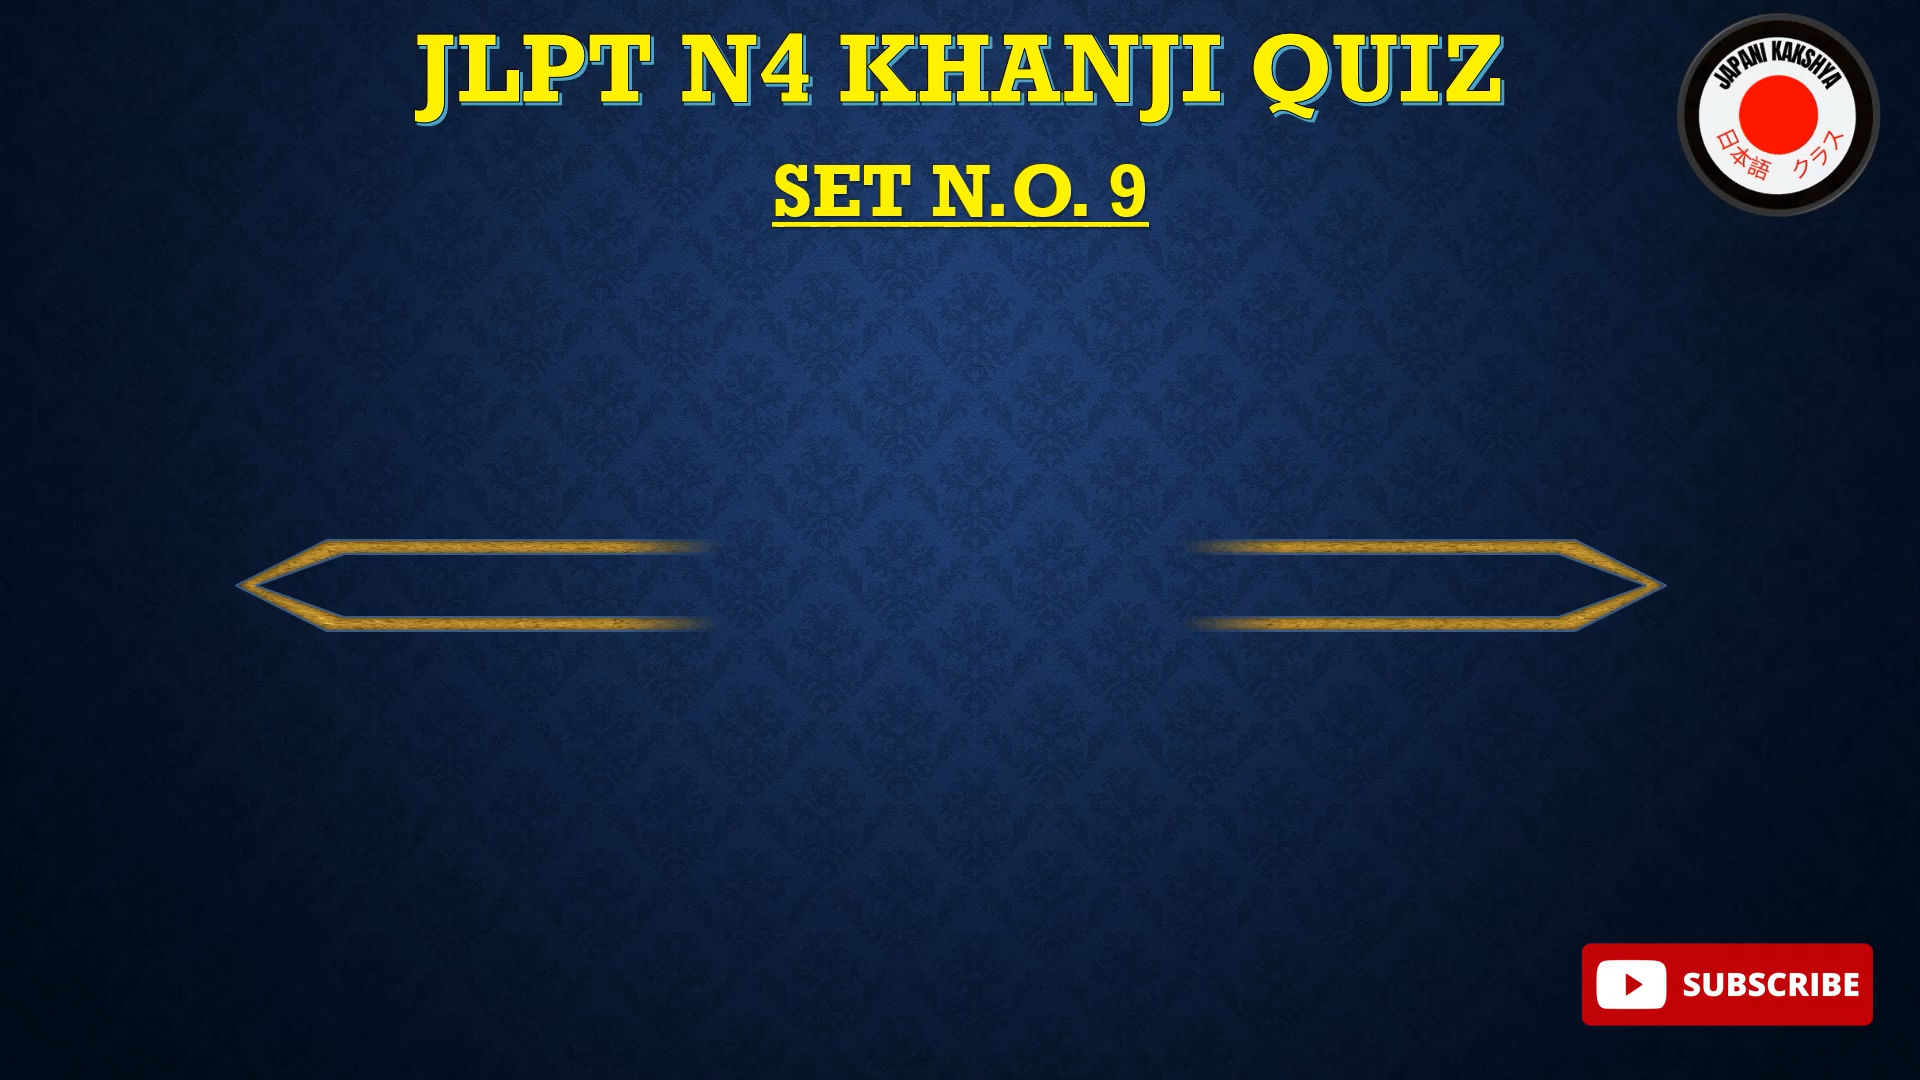 JLPT N4 KHANJI QUIZ
SET N.O. 9
JAPANI KAKSHYA
日本語 クラス
SUBSCRIBE